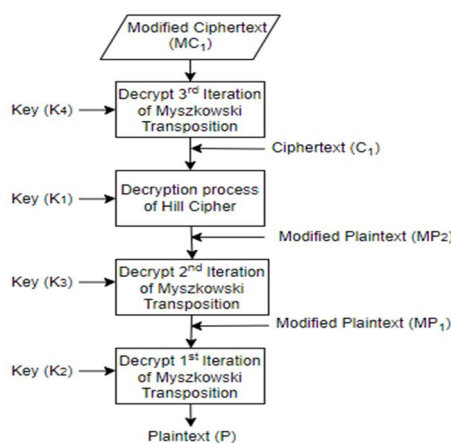 Modified Ciphertext
(MC₁)
Decrypt 3ʳᵈ Iteration
of Myszkowski
Transposition
Key (K₄)
Ciphertext (C₁)
Decryption process
of Hill Cipher
Key (K₁)
Modified Plaintext (MP₂)
Decrypt 2ⁿᵈ Iteration
of Myszkowski
Transposition
Key (K₃)
Modified Plaintext (MP₁)
Decrypt 1ˢᵗ Iteration
of Myszkowski
Transposition
Key (K₂)
Plaintext (P)